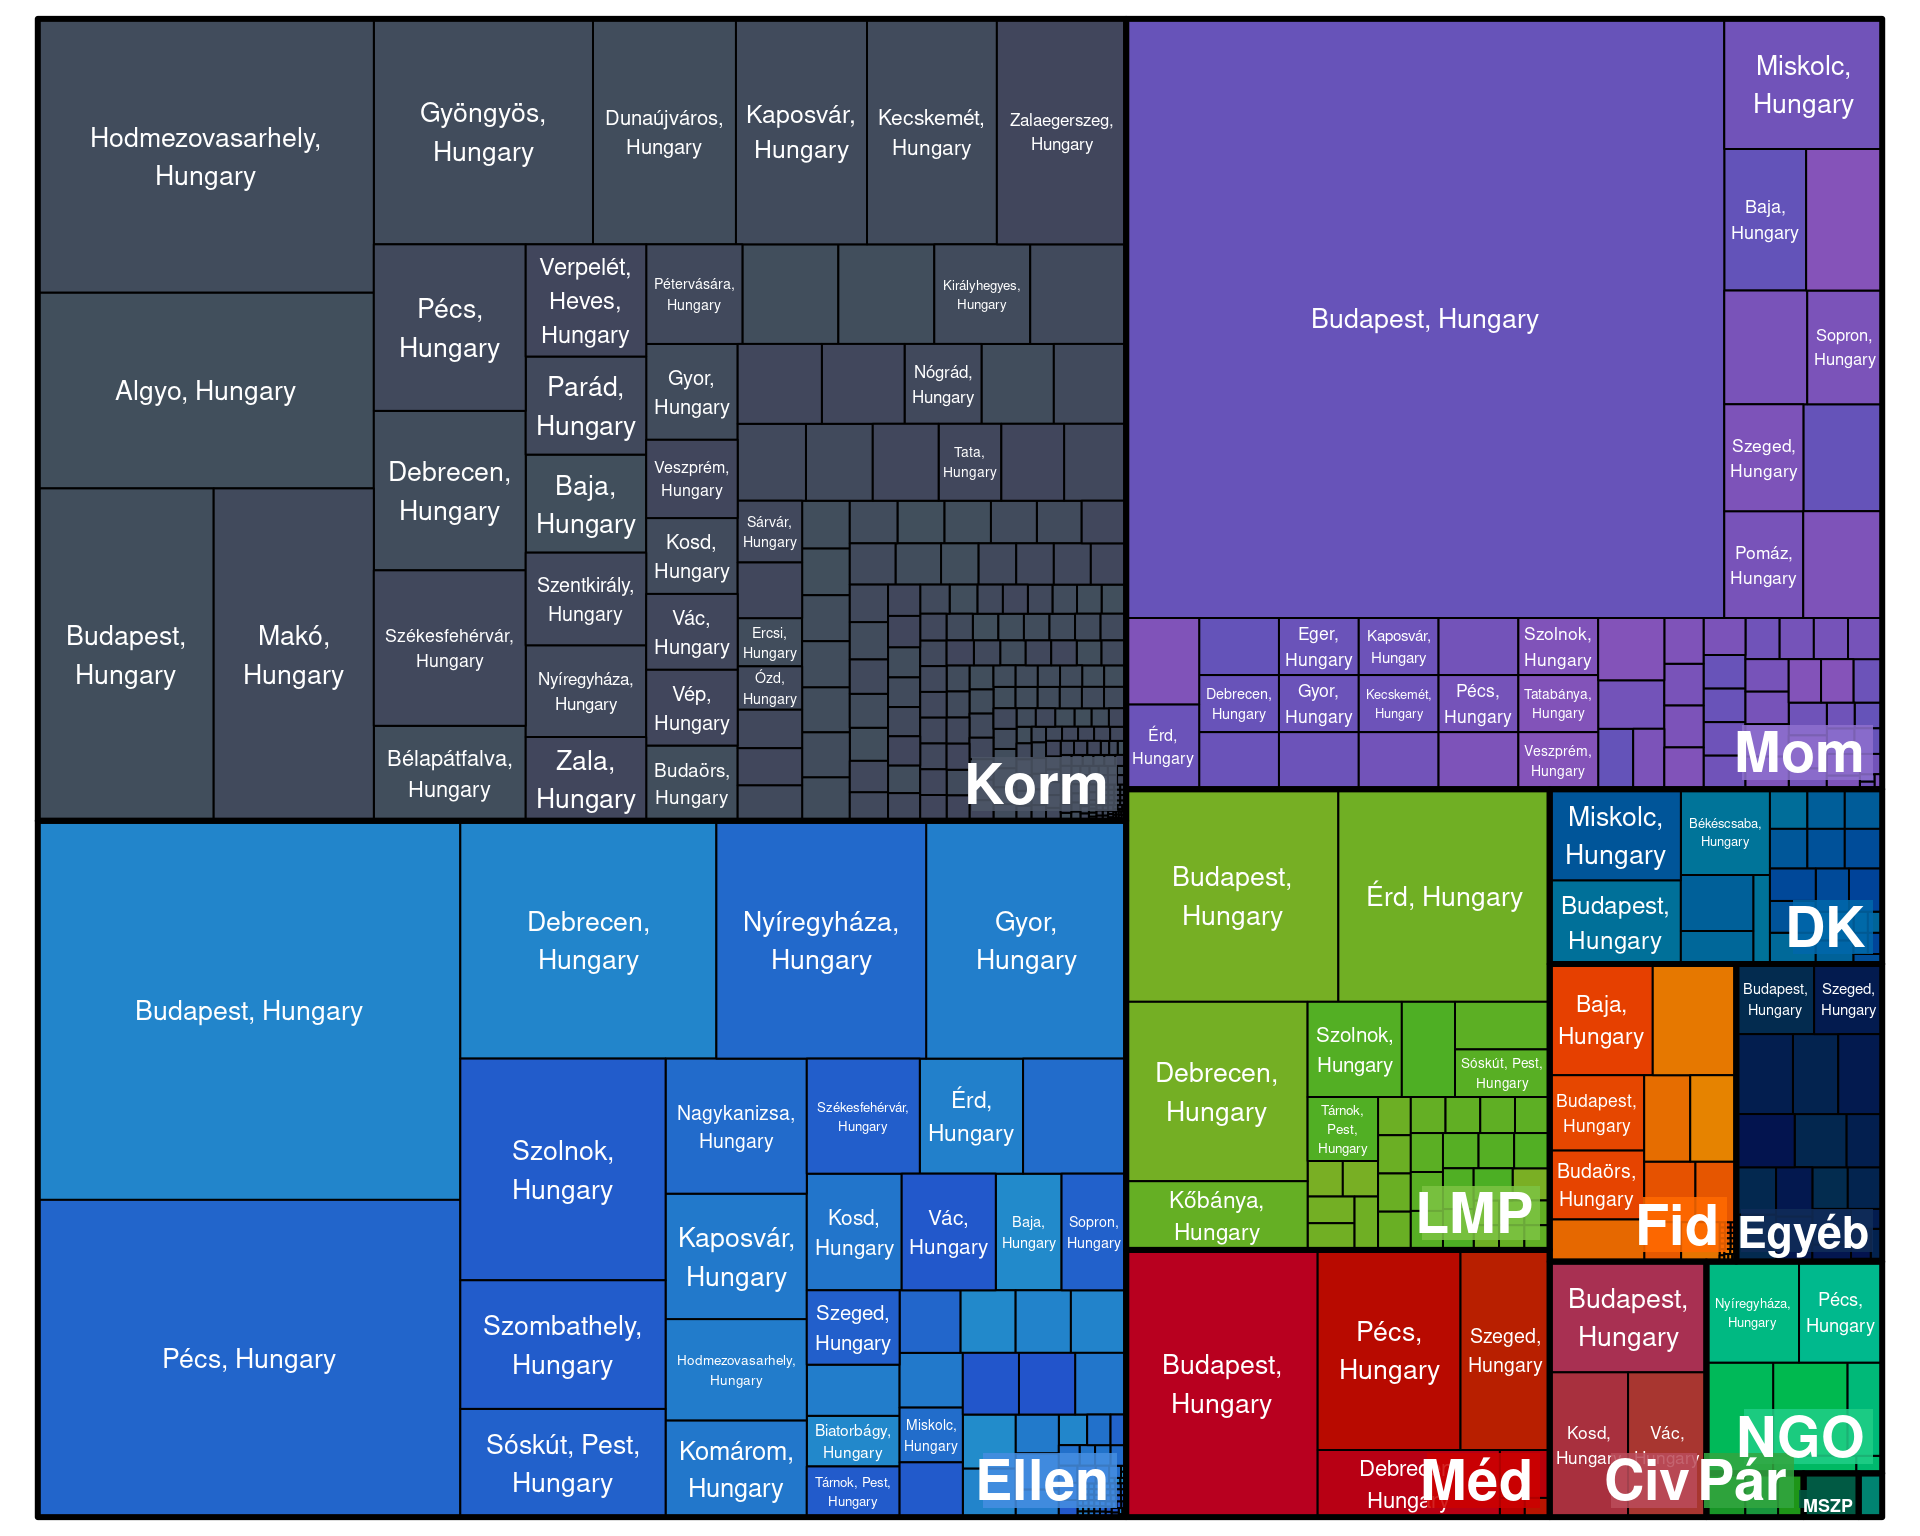 Hodmezovasarhely,
Hungary
Algyo, Hungary
Budapest,
Hungary
Makó,
Hungary
Gyöngyös,
Hungary
Dunaújváros,
Hungary
Kaposvár,
Hungary
Kecskemét,
Hungary
Zalaegerszeg,
Hungary
Pécs,
Hungary
Debrecen,
Hungary
Székesfehérvár,
Hungary
Bélapátfalva,
Hungary
Verpelét,
Heves,
Hungary
Parád,
Hungary
Baja,
Hungary
Szentkirály,
Hungary
Nyíregyháza,
Hungary
Zala,
Hungary
Pétervására,
Hungary
Királyhegyes,
Hungary
Gyor,
Hungary
Nógrád,
Hungary
Veszprém,
Hungary
Tata,
Hungary
Kosd,
Hungary
Sárvár,
Hungary
Vác,
Hungary
Ercsi,
Hungary
Vép,
Hungary
Ózd,
Hungary
Budaörs,
Hungary
Korm
Budapest, Hungary
Miskolc,
Hungary
Baja,
Hungary
Sopron,
Hungary
Szeged,
Hungary
Pomáz,
Hungary
Érd,
Hungary
Debrecen,
Hungary
Eger,
Hungary
Gyor,
Hungary
Kaposvár,
Hungary
Kecskemét,
Hungary
Pécs,
Hungary
Szolnok,
Hungary
Tatabánya,
Hungary
Veszprém,
Hungary
Mom
Budapest, Hungary
Pécs, Hungary
Debrecen,
Hungary
Nyíregyháza,
Hungary
Gyor,
Hungary
Szolnok,
Hungary
Szombathely,
Hungary
Sóskút, Pest,
Hungary
Nagykanizsa,
Hungary
Kaposvár,
Hungary
Hodmezovasarhely,
Hungary
Komárom,
Hungary
Székesfehérvár,
Hungary
Érd,
Hungary
Kosd,
Hungary
Vác,
Hungary
Baja,
Hungary
Sopron,
Hungary
Szeged,
Hungary
Biatorbágy,
Hungary
Miskolc,
Hungary
Tárnok, Pest,
Hungary
Ellen
Budapest,
Hungary
Érd, Hungary
Debrecen,
Hungary
Kőbánya,
Hungary
Szolnok,
Hungary
Sóskút, Pest,
Hungary
Tárnok,
Pest,
Hungary
LMP
Miskolc,
Hungary
Budapest,
Hungary
Békéscsaba,
Hungary
DK
Baja,
Hungary
Budapest,
Hungary
Budaörs,
Hungary
Fid
Budapest,
Hungary
Szeged,
Hungary
Egyéb
Budapest,
Hungary
Pécs,
Hungary
Szeged,
Hungary
Debrecen,
Hungary
Méd
Budapest,
Hungary
Kosd,
Hungary
Vác,
Hungary
Civ
Nyíregyháza,
Hungary
Pécs,
Hungary
NGO
Pár
MSZP